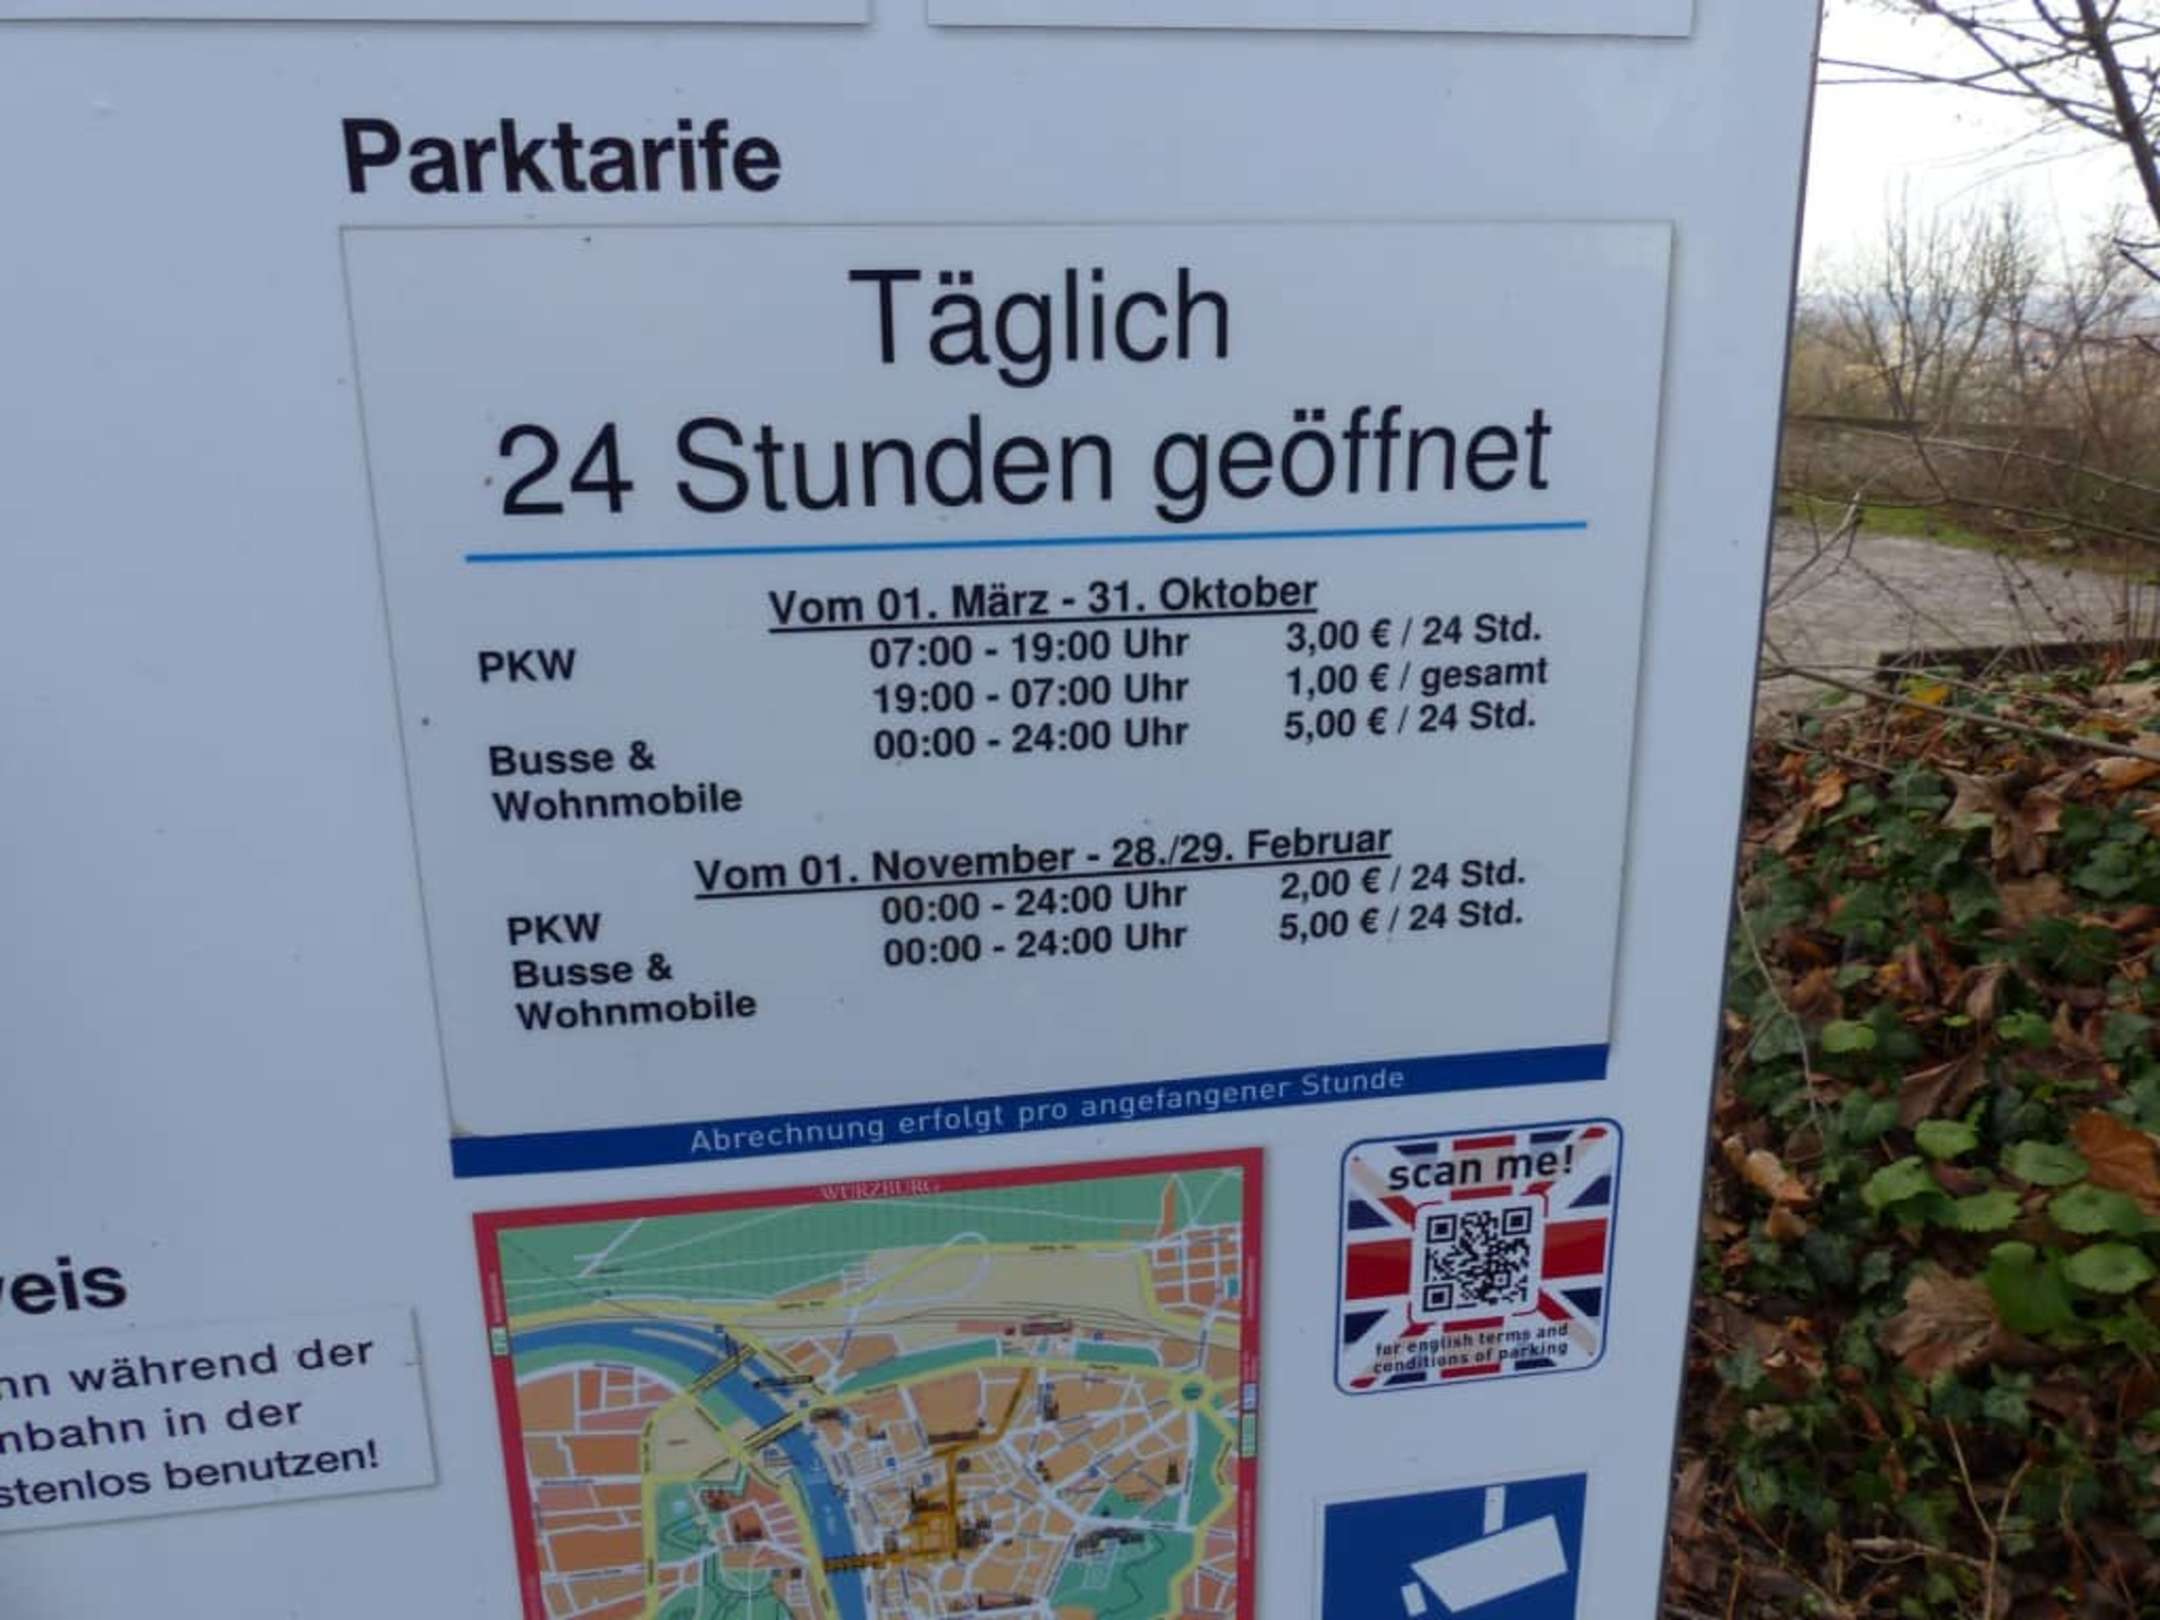 Parktarife
Täglich
24 Stunden geöffnet
Vom 01. März - 31. Oktober
PKW 07:00 - 19:00 Uhr 3,00 € / 24 Std.
19:00 - 07:00 Uhr 1,00 € / gesamt
Busse & 00:00 - 24:00 Uhr 5,00 € / 24 Std.
Wohnmobile
Vom 01. November - 28./29. Februar
PKW 00:00 - 24:00 Uhr 2,00 € / 24 Std.
Busse & 00:00 - 24:00 Uhr 5,00 € / 24 Std.
Wohnmobile
Abrechnung erfolgt pro angefangener Stunde
WÜRZBURG
scan me!
for english terms and
conditions of parking
eis
nn während der
nbahn in der
stenlos benutzen!